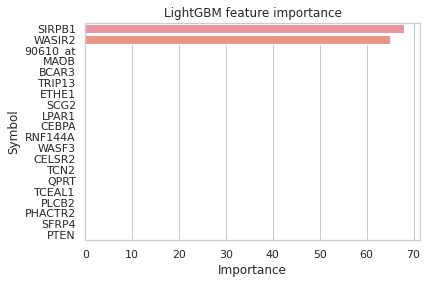 LightGBM feature importance
SIRPB1
WASIR2
90610_at
MAOB
BCAR3
TRIP13
ETHE1
SCG2
LPAR1
CEBPA
RNF144A
WASF3
CELSR2
TCN2
QPRT
TCEAL1
PLCB2
PHACTR2
SFRP4
PTEN
Symbol
0 10 20 30 40 50 60 70
Importance